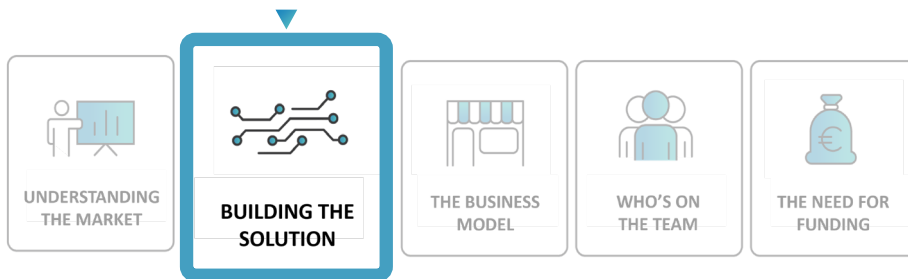 UNDERSTANDING
THE MARKET
BUILDING THE
SOLUTION
THE BUSINESS
MODEL
WHO'S ON
THE TEAM
€
THE NEED FOR
FUNDING